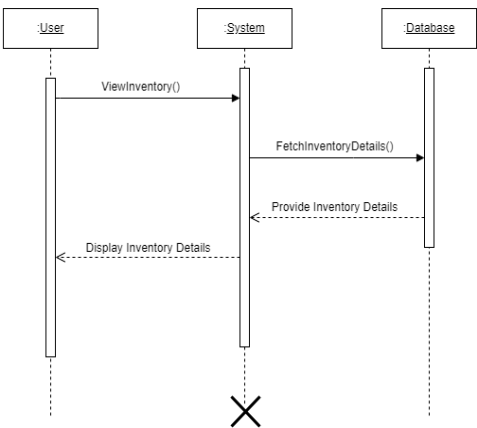 :User
:System
:Database
ViewInventory()
FetchInventoryDetails()
Provide Inventory Details
Display Inventory Details